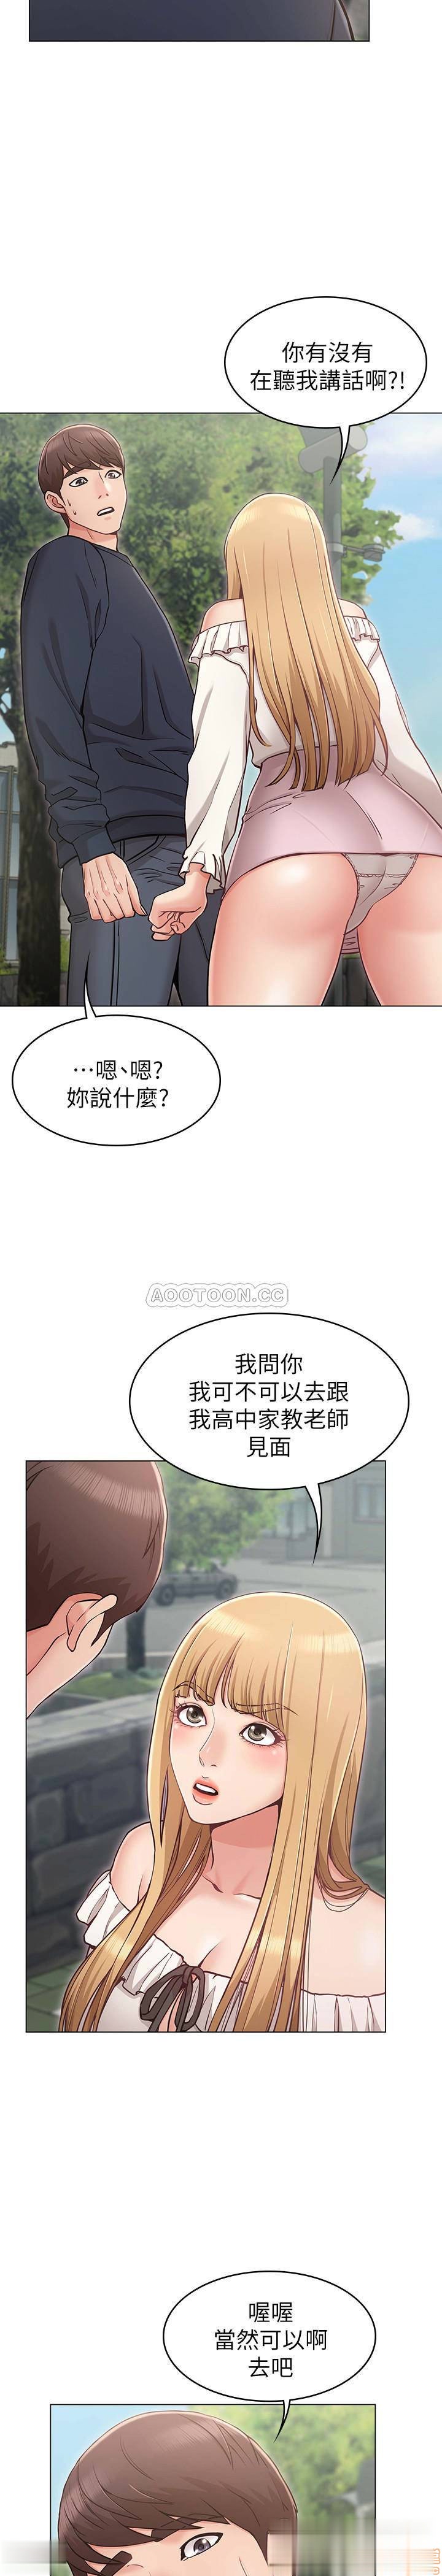 你有沒有
在聽我講話啊?!
…嗯、嗯?
妳說什麼?
AOOTOON.CC
我問你
我可不可以去跟
我高中家教老師
見面
喔喔
當然可以啊
去吧